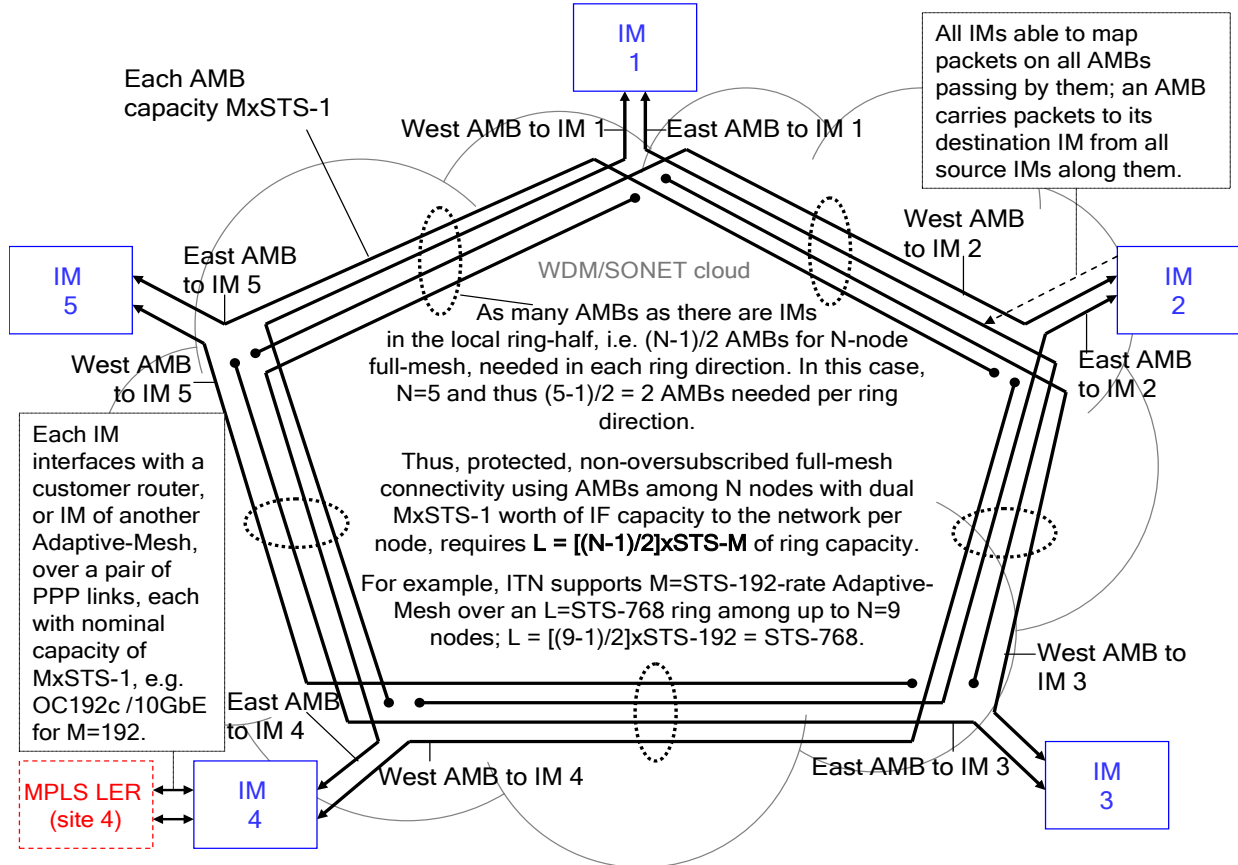 IM
1
All IMs able to map
packets on all AMBs
passing by them; an AMB
carries packets to its
destination IM from all
source IMs along them.
Each AMB
capacity MxSTS-1
West AMB to IM 1
East AMB to IM 1
West AMB
to IM 2
East AMB
to IM 5
IM
5
IM
2
WDM/SONET cloud
As many AMBs as there are IMs
in the local ring-half, i.e. (N-1)/2 AMBs for N-node
full-mesh, needed in each ring direction. In this case,
N=5 and thus (5-1)/2 = 2 AMBs needed per ring
direction.
East AMB
to IM 2
West AMB
to IM 5
Thus, protected, non-oversubscribed full-mesh
connectivity using AMBs among N nodes with dual
MxSTS-1 worth of IF capacity to the network per
node, requires L = [(N-1)/2]xSTS-M of ring capacity.
For example, ITN supports M=STS-192-rate Adaptive-
Mesh over an L=STS-768 ring among up to N=9
nodes; L = [(9-1)/2]xSTS-192 = STS-768.
Each IM
interfaces with a
customer router,
or IM of another
Adaptive-Mesh,
over a pair of
PPP links, each
with nominal
capacity of
MxSTS-1, e.g.
OC192c /10GbE
for M=192.
West AMB to
IM 3
East AMB
to IM 4
West AMB to IM 4
East AMB to IM 3
MPLS LER
(site 4)
IM
4
IM
3